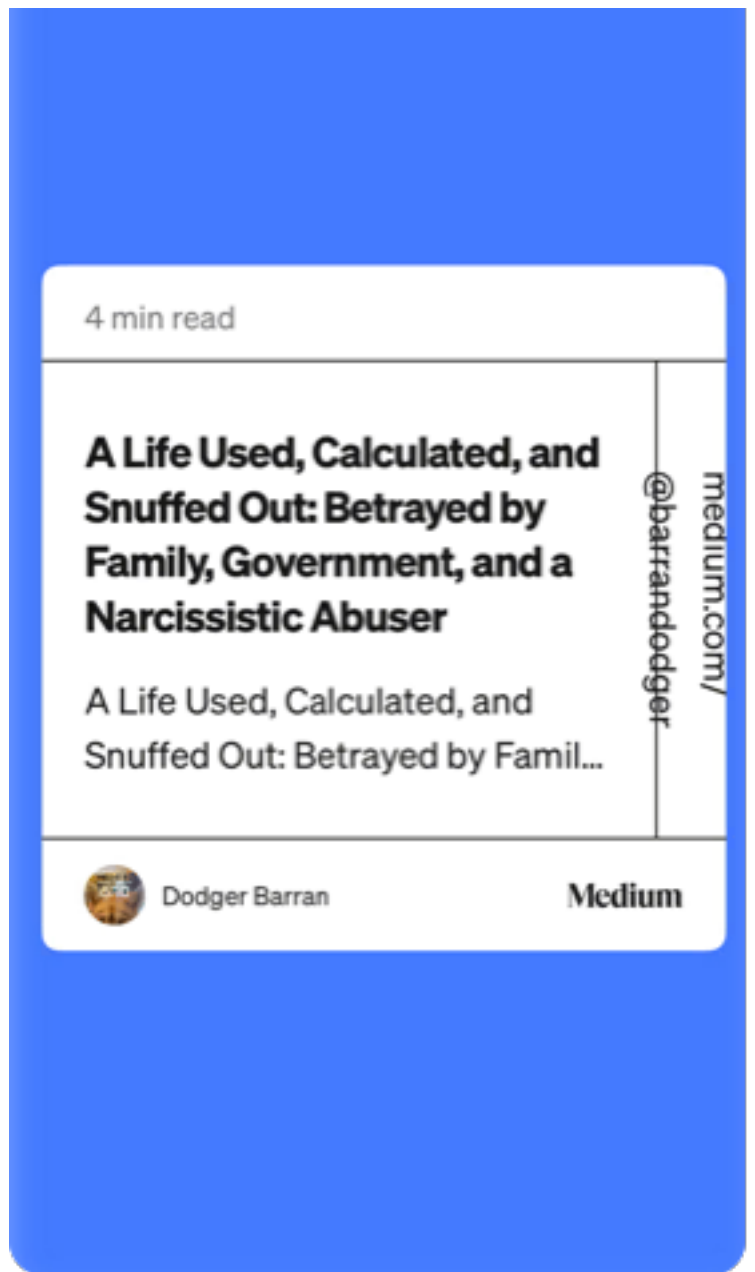 4 min read
A Life Used, Calculated, and
Snuffed Out: Betrayed by
Family, Government, and a
Narcissistic Abuser
A Life Used, Calculated, and
Snuffed Out: Betrayed by Famil...
medium.com/
@barrandodger
Dodger Barran
Medium